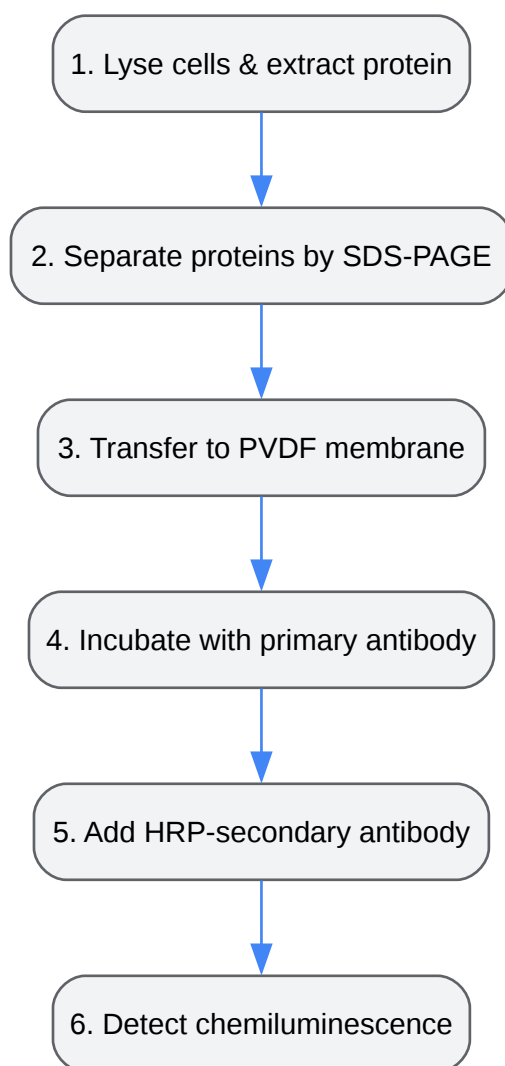 1. Lyse cells & extract protein
2. Separate proteins by SDS-PAGE
3. Transfer to PVDF membrane
4. Incubate with primary antibody
5. Add HRP-secondary antibody
6. Detect chemiluminescence